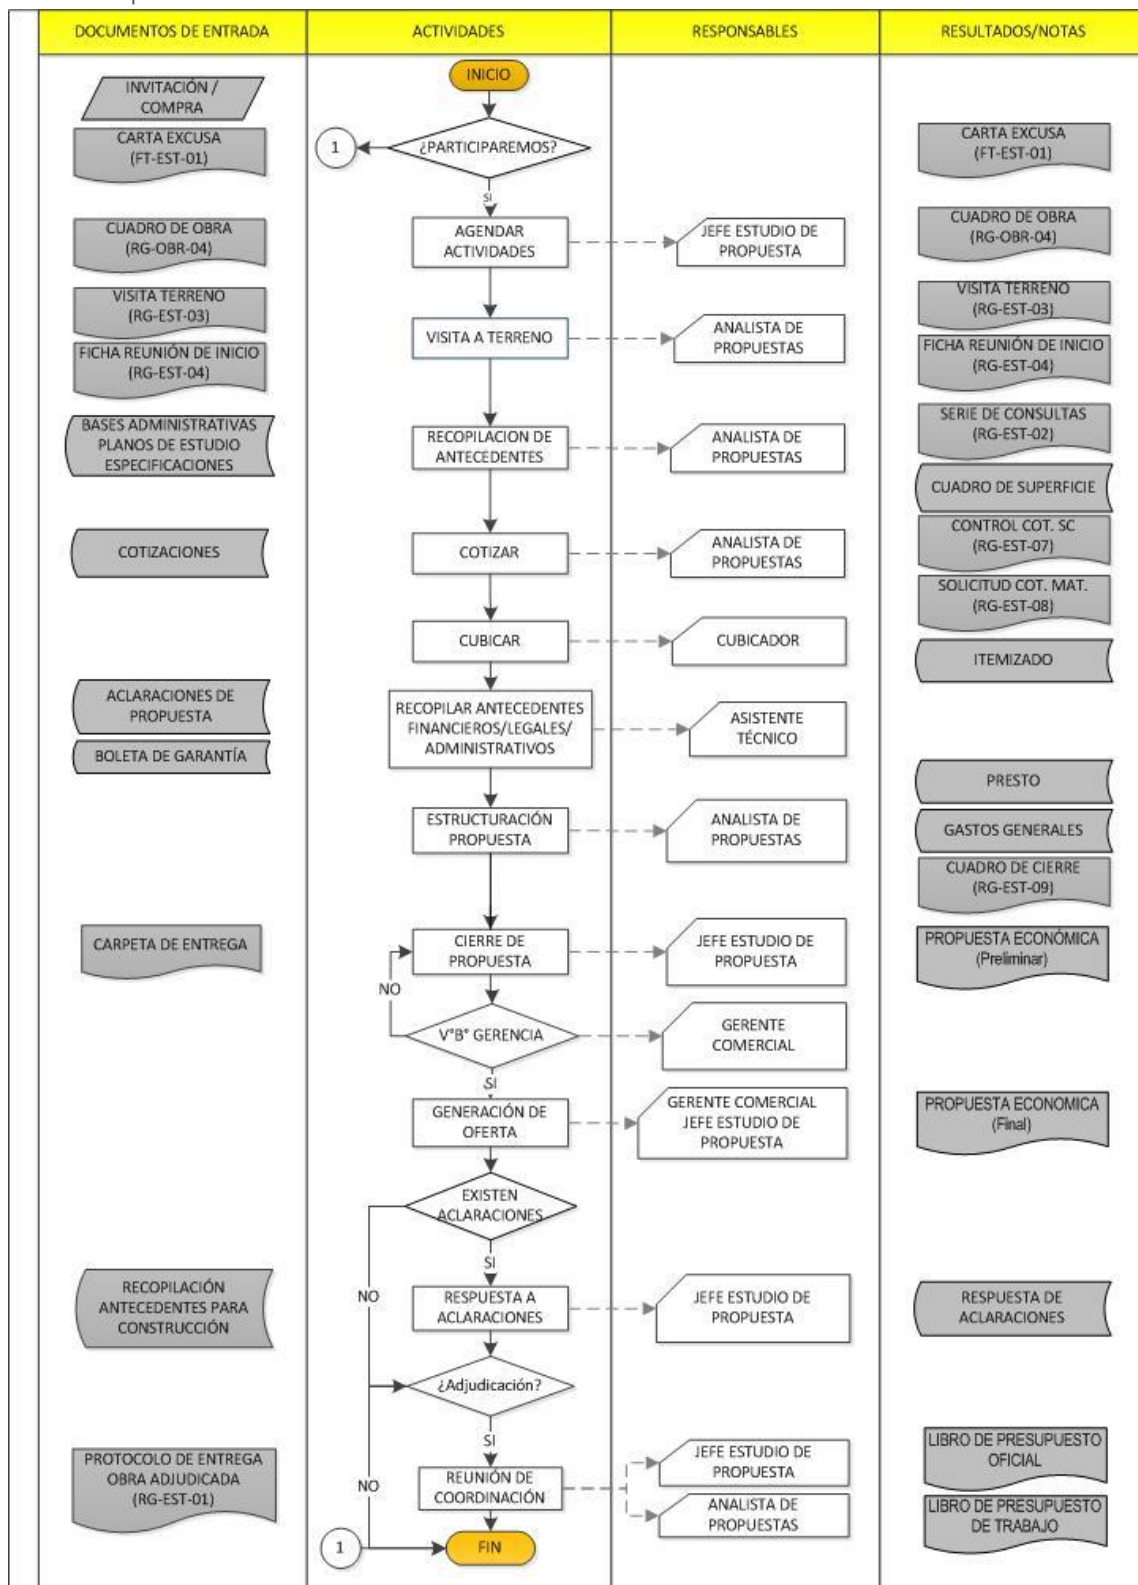 DOCUMENTOS DE ENTRADA
ACTIVIDADES
RESPONSABLES
RESULTADOS/NOTAS
INICIO
INVITACIÓN /
COMPRA
CARTA EXCUSA
(FT-EST-01)
1
¿PARTICIPAREMOS?
CARTA EXCUSA
(FT-EST-01)
SI
CUADRO DE OBRA
(RG-OBR-04)
AGENDAR
ACTIVIDADES
JEFE ESTUDIO DE
PROPUESTA
CUADRO DE OBRA
(RG-OBR-04)
VISITA TERRENO
(RG-EST-03)
VISITA A TERRENO
ANALISTA DE
PROPUESTAS
VISITA TERRENO
(RG-EST-03)
FICHA REUNIÓN DE INICIO
(RG-EST-04)
FICHA REUNIÓN DE INICIO
(RG-EST-04)
BASES ADMINISTRATIVAS
PLANOS DE ESTUDIO
ESPECIFICACIONES
RECOPILACION DE
ANTECEDENTES
ANALISTA DE
PROPUESTAS
SERIE DE CONSULTAS
(RG-EST-02)
CUADRO DE SUPERFICIE
COTIZACIONES
COTIZAR
ANALISTA DE
PROPUESTAS
CONTROL COT. SC
(RG-EST-07)
SOLICITUD COT. MAT.
(RG-EST-08)
CUBICAR
CUBICADOR
ITEMIZADO
ACLARACIONES DE
PROPUESTA
RECOPILAR ANTECEDENTES
FINANCIEROS/LEGALES/
ADMINISTRATIVOS
ASISTENTE
TÉCNICO
BOLETA DE GARANTÍA
PRESTO
ESTRUCTURACIÓN
PROPUESTA
ANALISTA DE
PROPUESTAS
GASTOS GENERALES
CUADRO DE CIERRE
(RG-EST-09)
CARPETA DE ENTREGA
CIERRE DE
PROPUESTA
JEFE ESTUDIO DE
PROPUESTA
PROPUESTA ECONÓMICA
(Preliminar)
NO
V°B° GERENCIA
GERENTE
COMERCIAL
SI
GENERACIÓN DE
OFERTA
GERENTE COMERCIAL
JEFE ESTUDIO DE
PROPUESTA
PROPUESTA ECONOMICA
(Final)
EXISTEN
ACLARACIONES
SI
NO
RECOPILACIÓN
ANTECEDENTES PARA
CONSTRUCCIÓN
RESPUESTA A
ACLARACIONES
JEFE ESTUDIO DE
PROPUESTA
RESPUESTA DE
ACLARACIONES
¿Adjudicación?
SI
NO
PROTOCOLO DE ENTREGA
OBRA ADJUDICADA
(RG-EST-01)
REUNIÓN DE
COORDINACIÓN
JEFE ESTUDIO DE
PROPUESTA
ANALISTA DE
PROPUESTAS
LIBRO DE PRESUPUESTO
OFICIAL
LIBRO DE PRESUPUESTO
DE TRABAJO
1
FIN